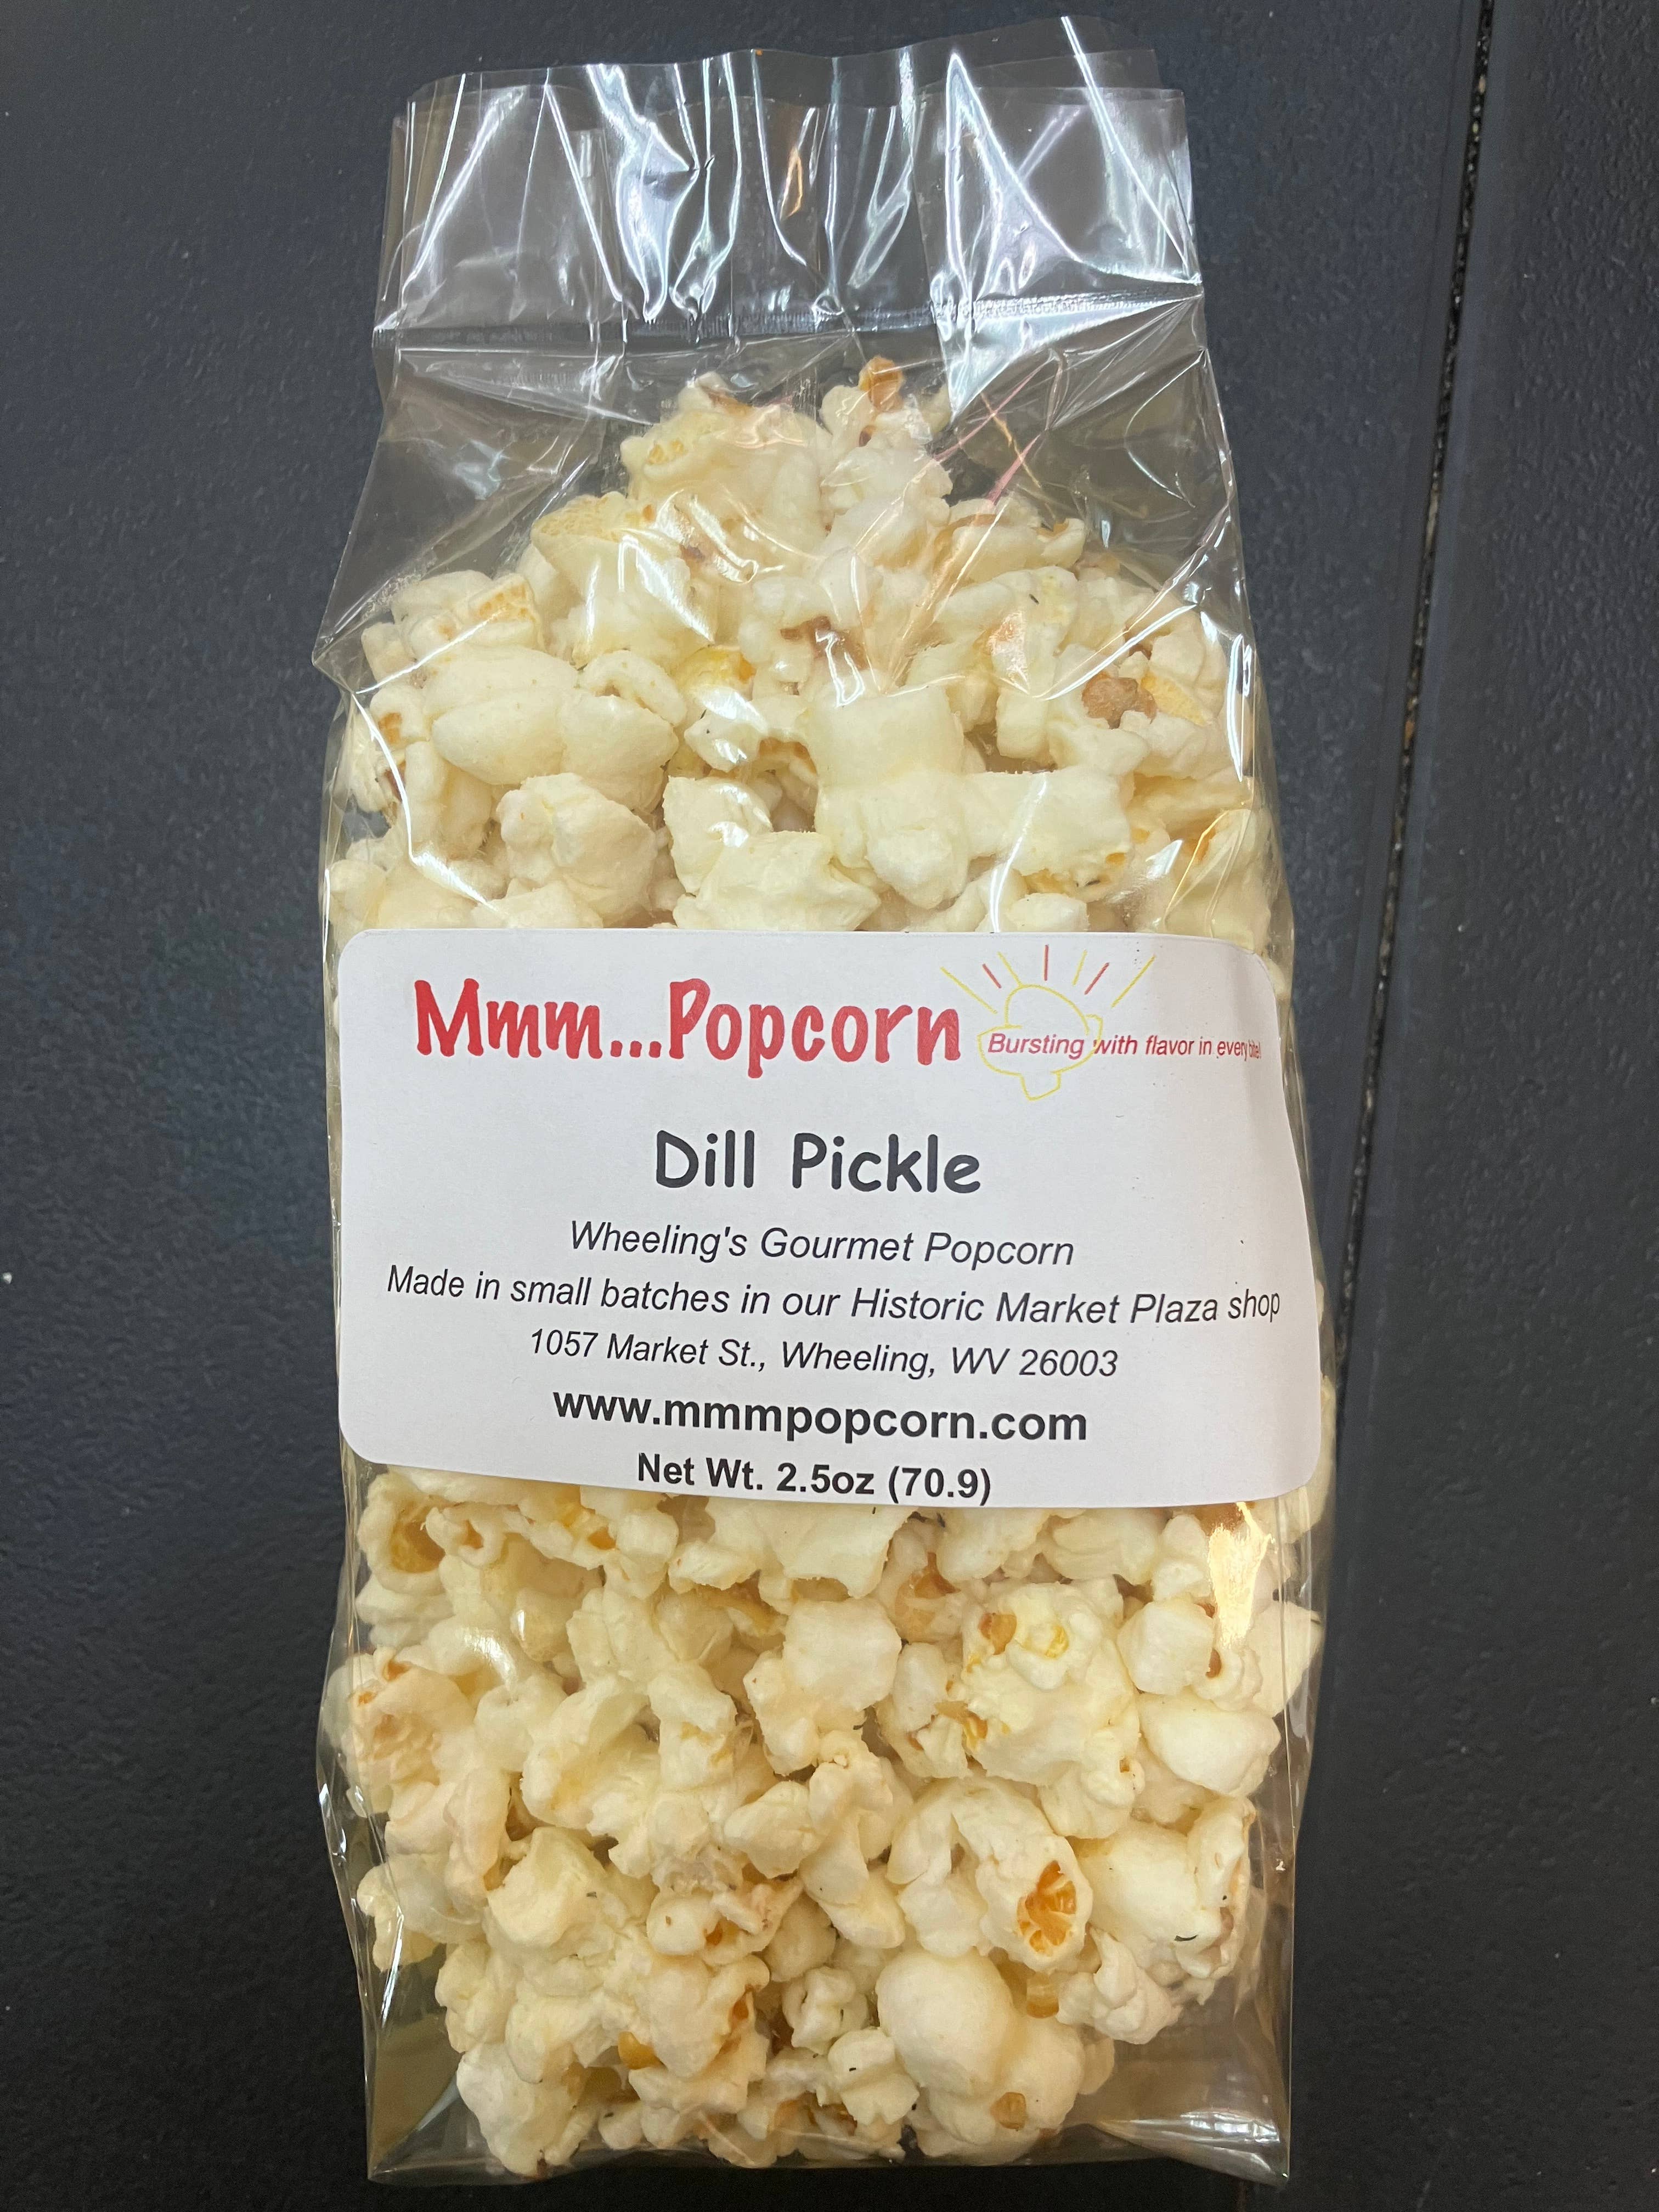 Mmm...Popcorn
Bursting with flavor in every bite!
Dill Pickle
Wheeling's Gourmet Popcorn
Made in small batches in our Historic Market Plaza shop
1057 Market St., Wheeling, WV 26003
www.mmmpopcorn.com
Net Wt. 2.5oz (70.9)